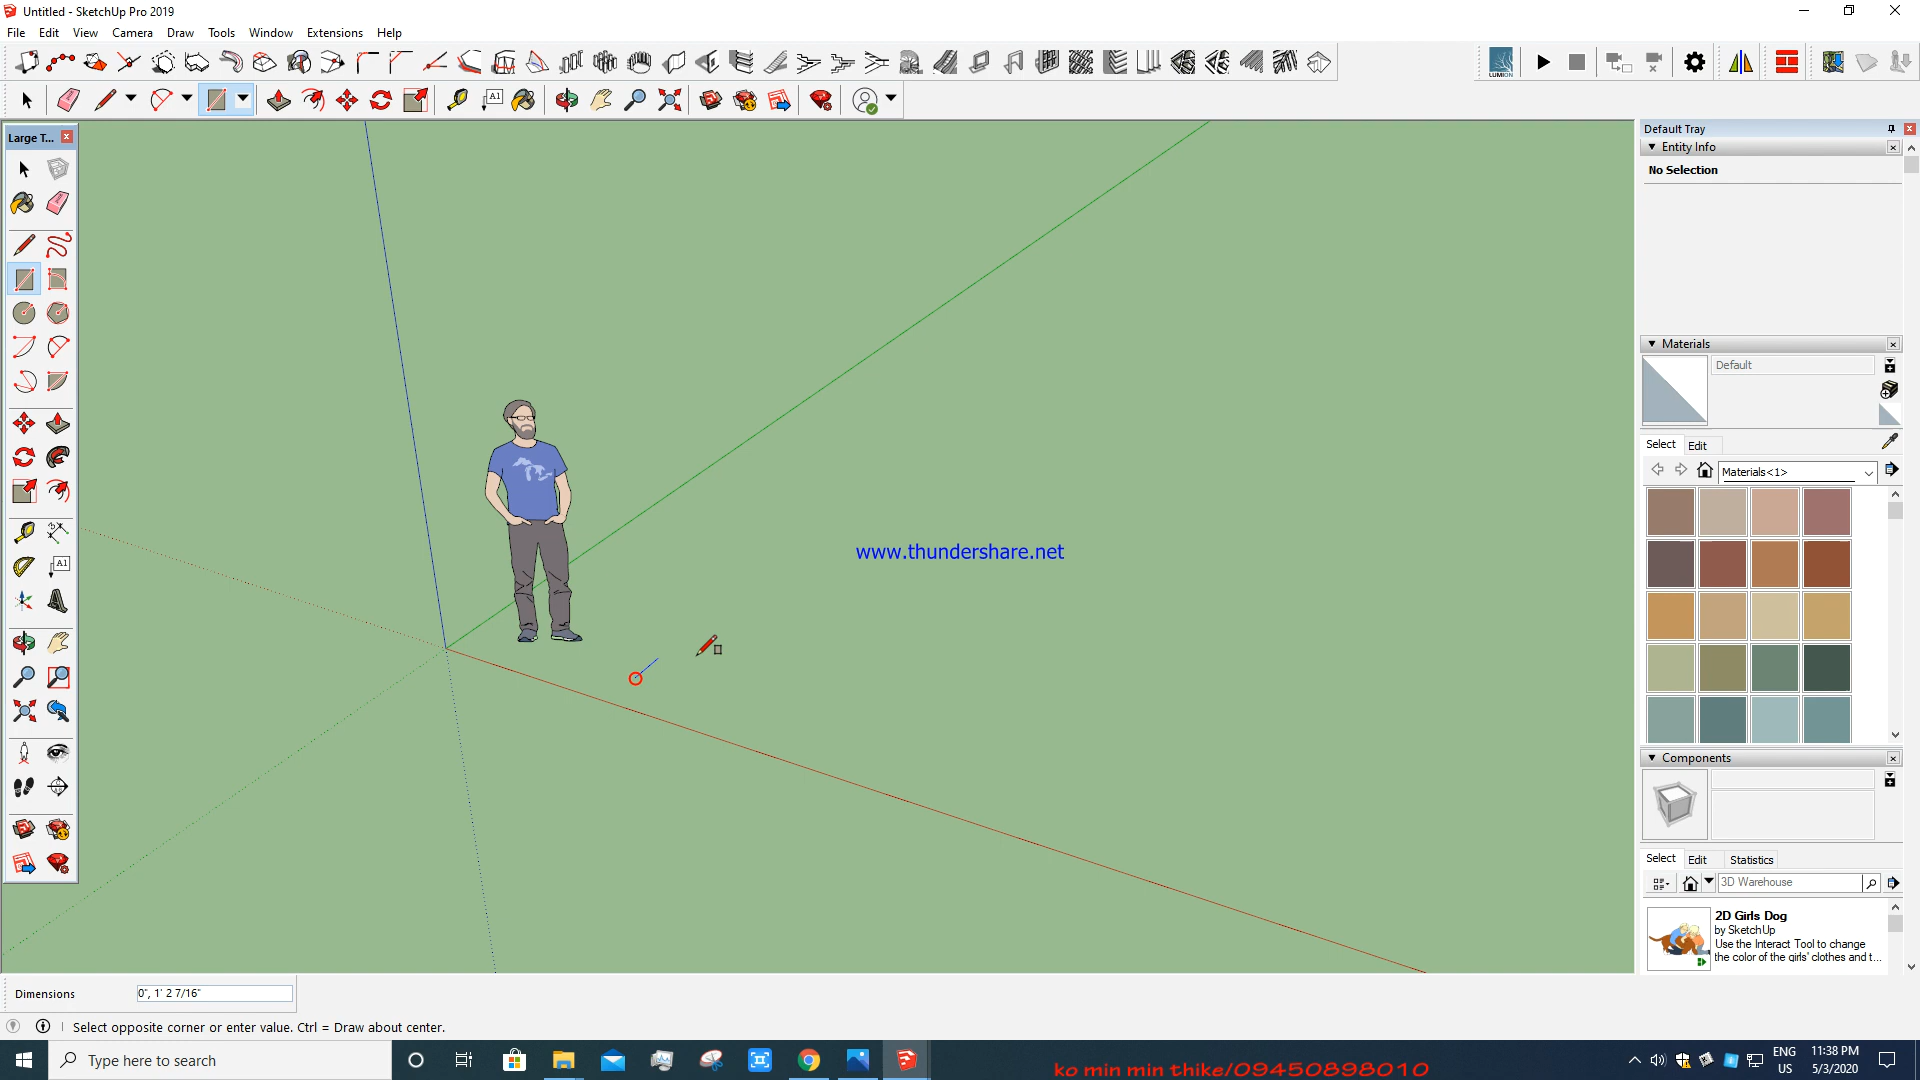 Untitled - SketchUp Pro 2019
File Edit View Camera Draw Tools Window Extensions Help
LUMION
A1
Large T...
A1
Default Tray
Entity Info
No Selection
Materials
Default
Select Edit
Materials<1>
www.thundershare.net
Components
Select Edit Statistics
3D Warehouse
2D Girls Dog
by SketchUp
Use the Interact Tool to change
the color of the girls' clothes and t...
Dimensions 0", 1' 2 7/16"
Select opposite corner or enter value. Ctrl = Draw about center.
Type here to search
ko min min thike/09450898010
ENG
US
11:38 PM
5/3/2020